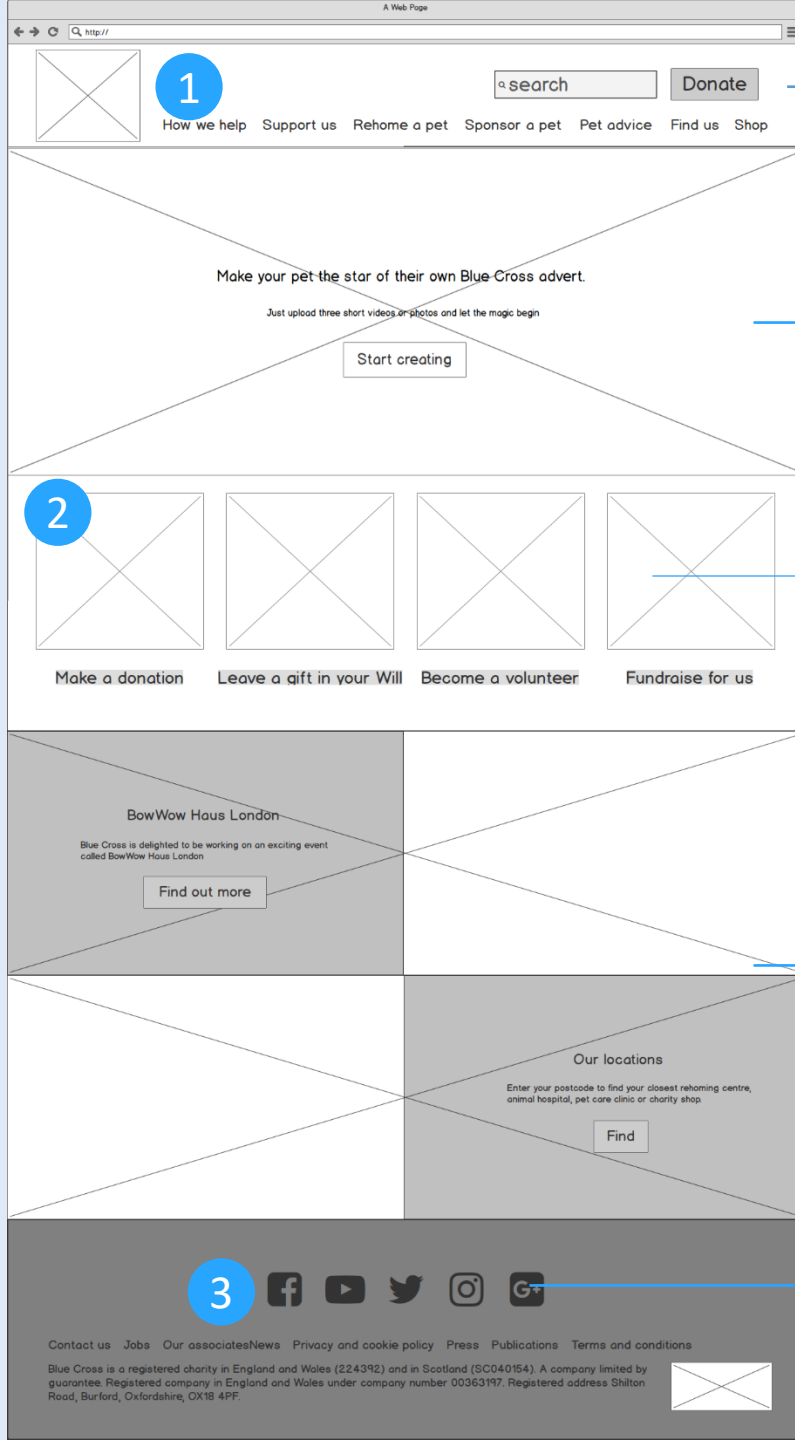 A Web Page
http://
1
search
Donate
How we help Support us Rehome a pet Sponsor a pet Pet advice Find us Shop
Make your pet the star of their own Blue Cross advert.
Just upload three short videos or photos and let the magic begin
Start creating
2
Make a donation
Leave a gift in your Will
Become a volunteer
Fundraise for us
BowWow Haus London
Blue Cross is delighted to be working on an exciting event
called BowWow Haus London
Find out more
Our locations
Enter your postcode to find your closest rehoming centre,
animal hospital, pet care clinic or charity shop.
Find
3
G+
Contact us Jobs Our associatesNews Privacy and cookie policy Press Publications Terms and conditions
Blue Cross is a registered charity in England and Wales (224392) and in Scotland (SC040154). A company limited by
guarantee. Registered company in England and Wales under company number 00363197. Registered address Shilton
Road, Burford, Oxfordshire, OX18 4PF.